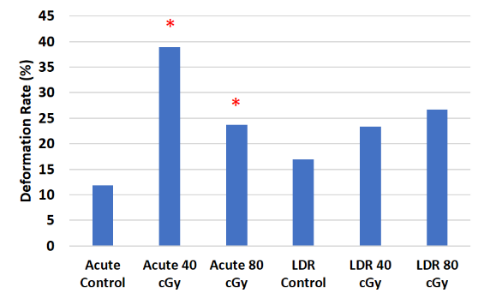 45
40
35
30
25
20
15
10
5
0
Deformation Rate (%)
*
*
Acute Control
Acute 40 cGy
Acute 80 cGy
LDR Control
LDR 40 cGy
LDR 80 cGy